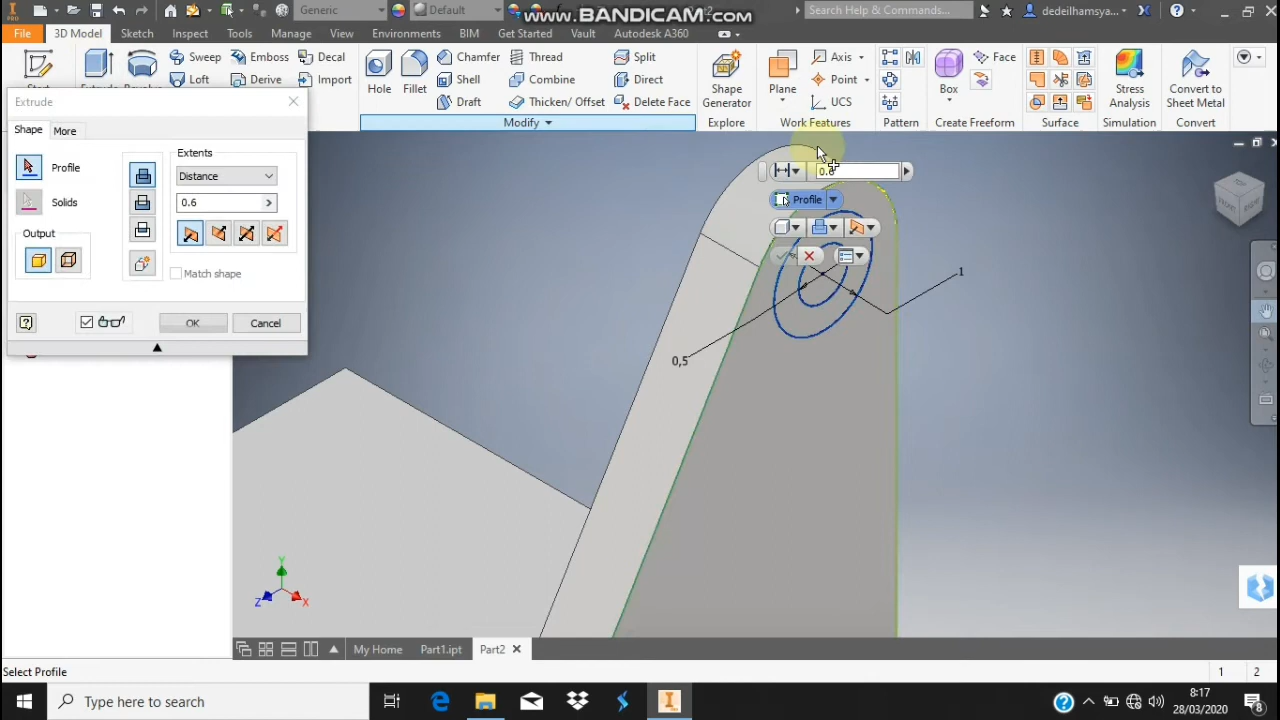 Generic
Default
www.BANDICAM.com
Search Help & Commands...
dedeilhamsya...
I
PRO
File
3D Model
Sketch
Inspect
Tools
Manage
View
Environments
BIM
Get Started
Vault
Autodesk A360
Start
Sweep
Emboss
Decal
Loft
Derive
Import
Hole
Fillet
Chamfer
Thread
Split
Shell
Combine
Direct
Draft
Thicken/ Offset
Delete Face
Shape
Generator
Plane
Axis
Point
UCS
Box
Face
Stress
Analysis
Convert to
Sheet Metal
Modify
Explore
Work Features
Pattern
Create Freeform
Surface
Simulation
Convert
Extrude
Shape
More
Profile
Solids
Output
Extents
Distance
0.6
Match shape
OK
Cancel
0.6
Profile
1
0,5
Y
Z
X
My Home
Part1.ipt
Part2
Select Profile
1
2
Type here to search
8:17
28/03/2020
8